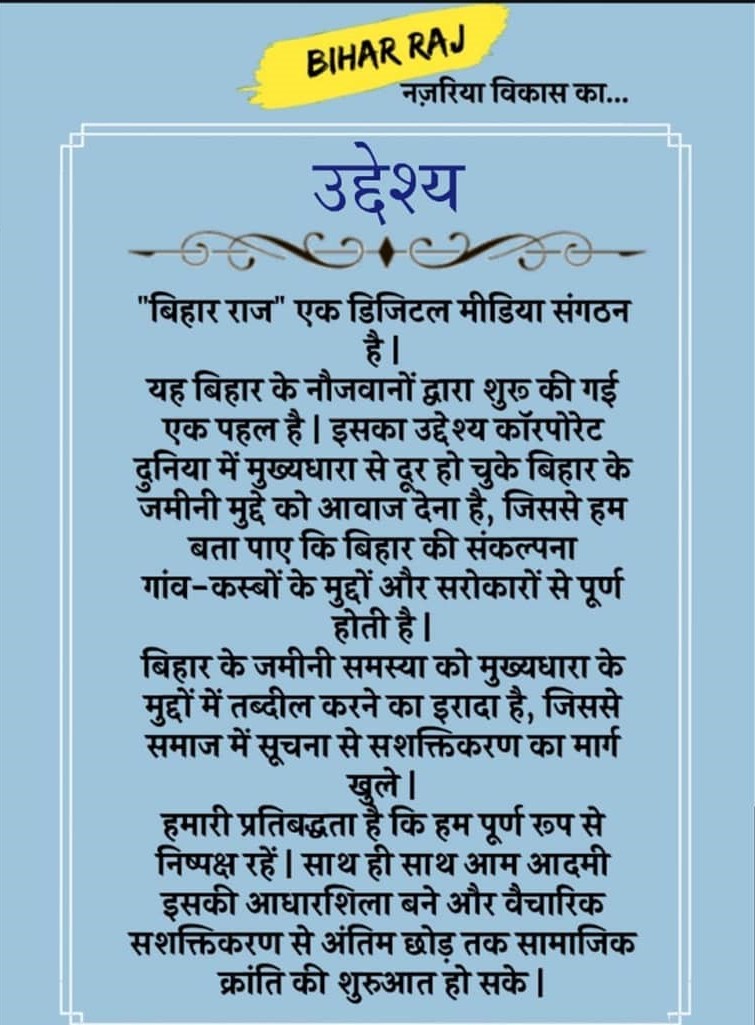 BIHAR RAJ
नज़रिया विकास का...
उद्देश्य
"बिहार राज" एक डिजिटल मीडिया संगठन
है |
यह बिहार के नौजवानों द्वारा शुरू की गई
एक पहल है | इसका उद्देश्य कॉरपोरेट
दुनिया में मुख्यधारा से दूर हो चुके बिहार के
जमीनी मुद्दे को आवाज देना है, जिससे हम
बता पाए कि बिहार की संकल्पना
गांव-कस्बों के मुद्दों और सरोकारों से पूर्ण
होती है |
बिहार के जमीनी समस्या को मुख्यधारा के
मुद्दों में तब्दील करने का इरादा है, जिससे
समाज में सूचना से सशक्तिकरण का मार्ग
खुले |
हमारी प्रतिबद्धता है कि हम पूर्ण रूप से
निष्पक्ष रहें | साथ ही साथ आम आदमी
इसकी आधारशिला बने और वैचारिक
सशक्तिकरण से अंतिम छोड़ तक सामाजिक
क्रांति की शुरुआत हो सके |